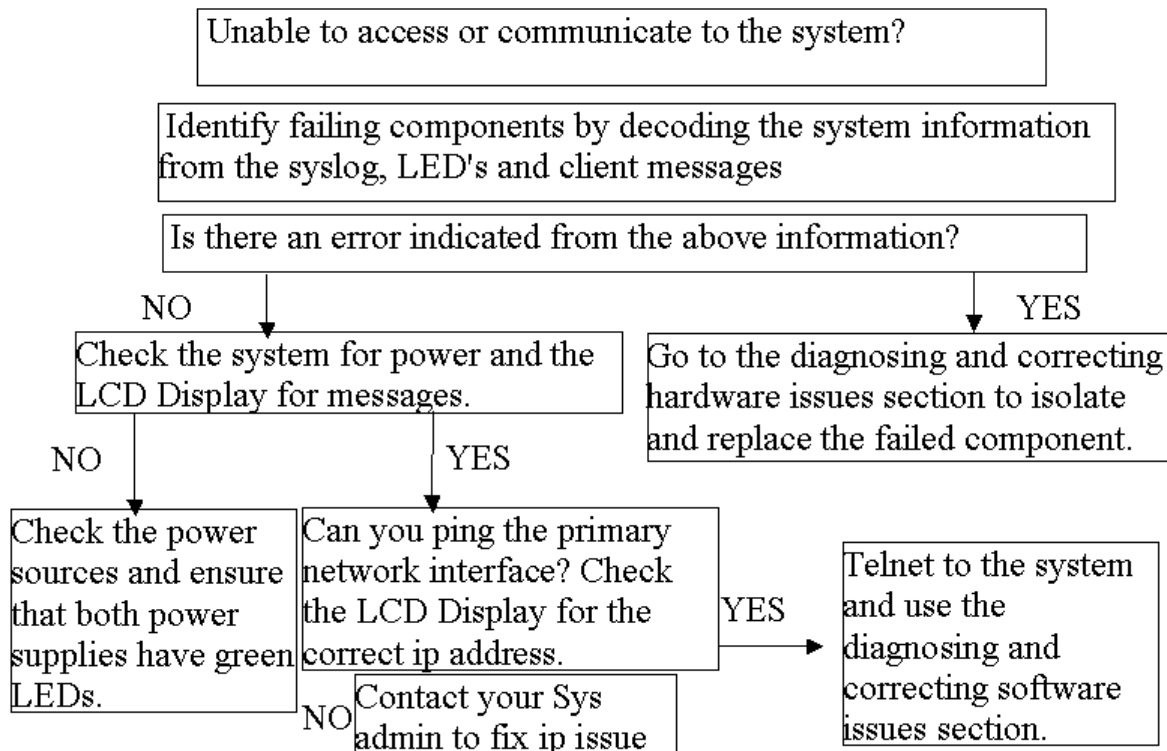 Unable to access or communicate to the system?
Identify failing components by decoding the system information
from the syslog, LED's and client messages
Is there an error indicated from the above information?
NO
YES
Check the system for power and the
LCD Display for messages.
Go to the diagnosing and correcting
hardware issues section to isolate
and replace the failed component.
NO
YES
Check the power
sources and ensure
that both power
supplies have green
LEDs.
Can you ping the primary
network interface? Check
the LCD Display for the
correct ip address.
YES
Telnet to the system
and use the
diagnosing and
correcting software
issues section.
NO
Contact your Sys
admin to fix ip issue